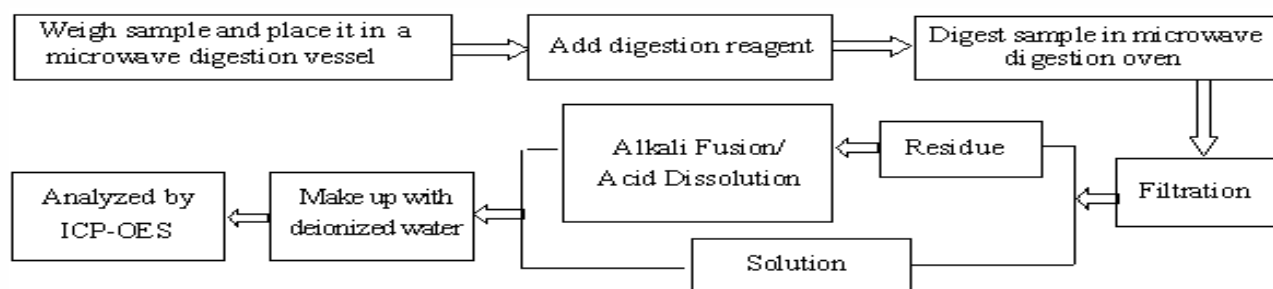 Weigh sample and place it in a
microwave digestion vessel
Add digestion reagent
Digest sample in microwave
digestion oven
Filtration
Residue
Alkali Fusion/
Acid Dissolution
Solution
Make up with
deionized water
Analyzed by
ICP-OES